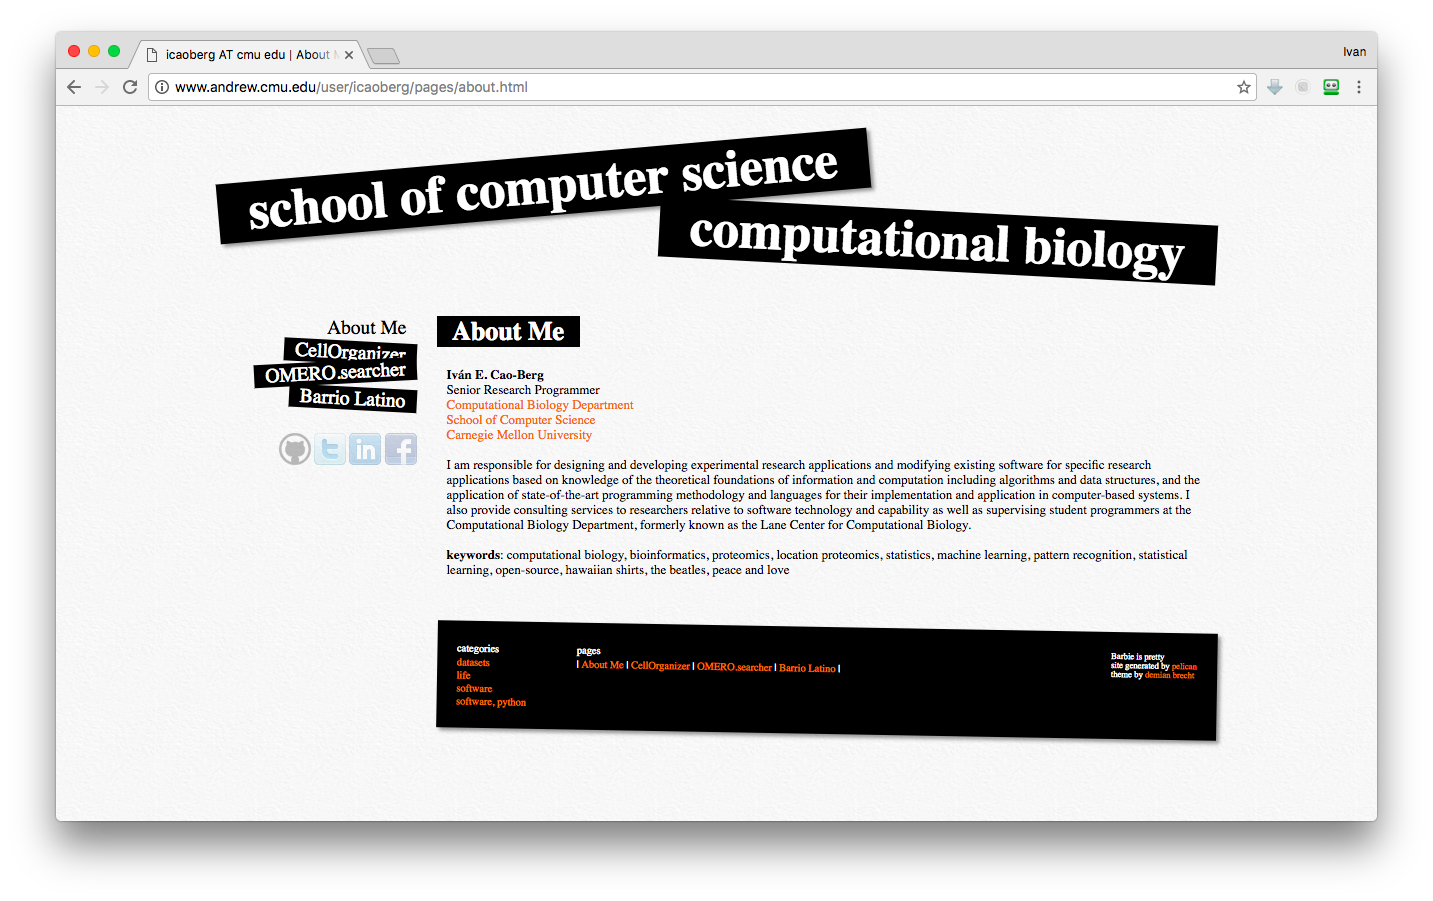 icaoberg AT cmu edu | About M
Ivan
www.andrew.cmu.edu/user/icaoberg/pages/about.html
school of computer science
computational biology
About Me
CellOrganizer
OMERO.searcher
Barrio Latino
About Me
Iván E. Cao-Berg
Senior Research Programmer
Computational Biology Department
School of Computer Science
Carnegie Mellon University
I am responsible for designing and developing experimental research applications and modifying existing software for specific research
applications based on knowledge of the theoretical foundations of information and computation including algorithms and data structures, and the
application of state-of-the-art programming methodology and languages for their implementation and application in computer-based systems. I
also provide consulting services to researchers relative to software technology and capability as well as supervising student programmers at the
Computational Biology Department, formerly known as the Lane Center for Computational Biology.
keywords: computational biology, bioinformatics, proteomics, location proteomics, statistics, machine learning, pattern recognition, statistical
learning, open-source, hawaiian shirts, the beatles, peace and love
categories
datasets
life
software
software, python
pages
| About Me | CellOrganizer | OMERO.searcher | Barrio Latino |
Barbie is pretty
site generated by pelican
theme by demian brecht